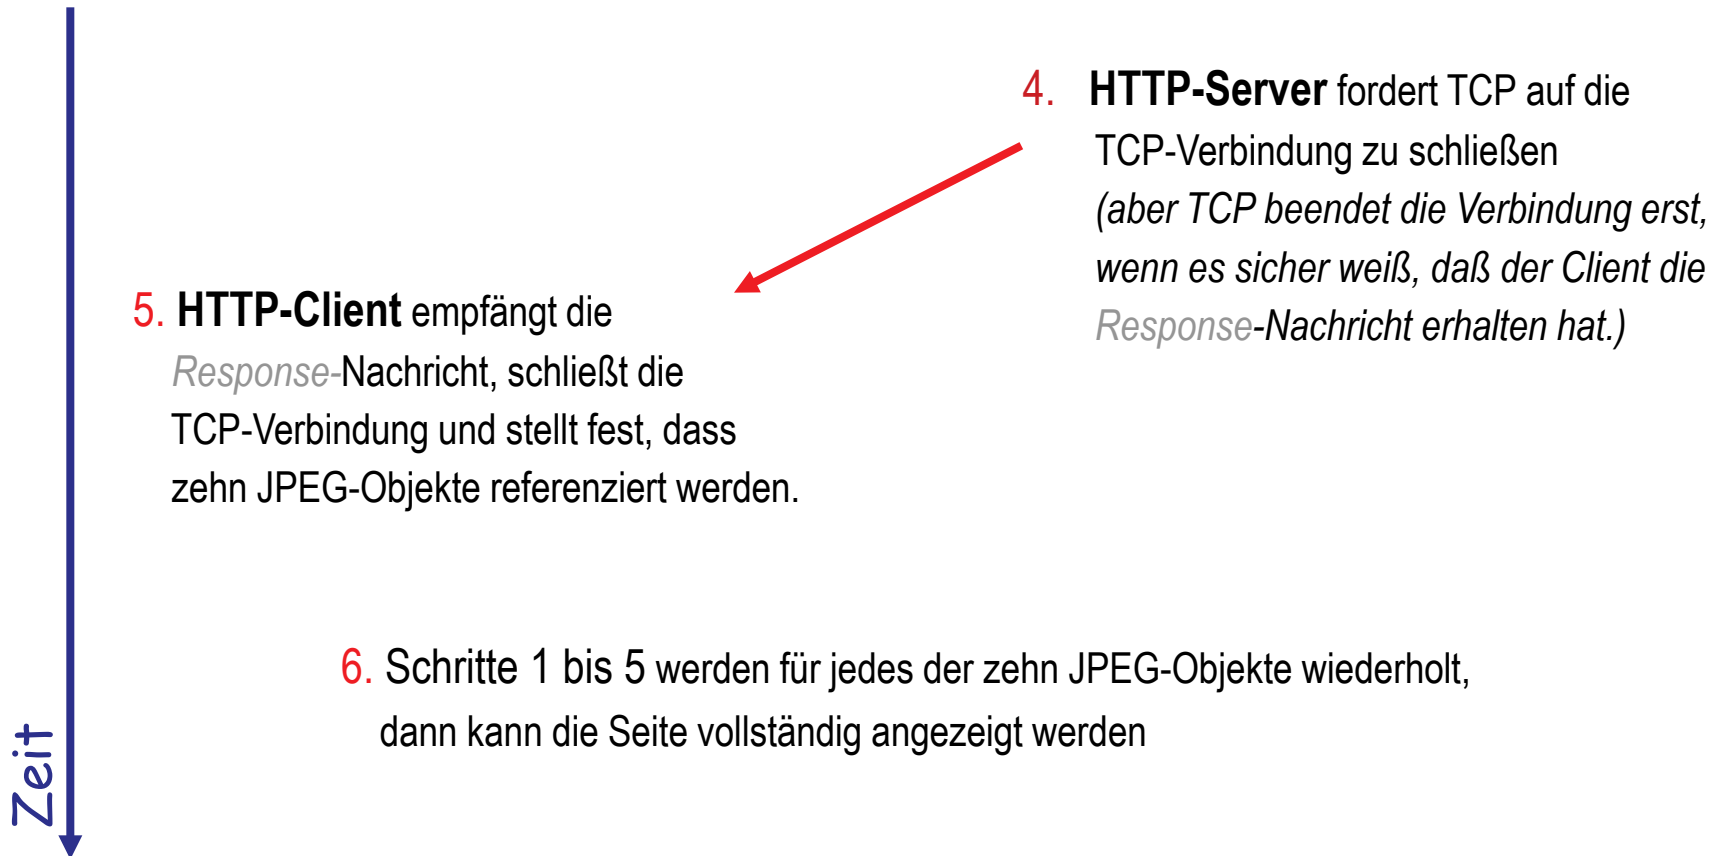 4. HTTP-Server fordert TCP auf die
TCP-Verbindung zu schließen
(aber TCP beendet die Verbindung erst,
wenn es sicher weiß, daß der Client die
Response-Nachricht erhalten hat.)
5. HTTP-Client empfängt die
Response-Nachricht, schließt die
TCP-Verbindung und stellt fest, dass
zehn JPEG-Objekte referenziert werden.
6. Schritte 1 bis 5 werden für jedes der zehn JPEG-Objekte wiederholt,
dann kann die Seite vollständig angezeigt werden
Zeit